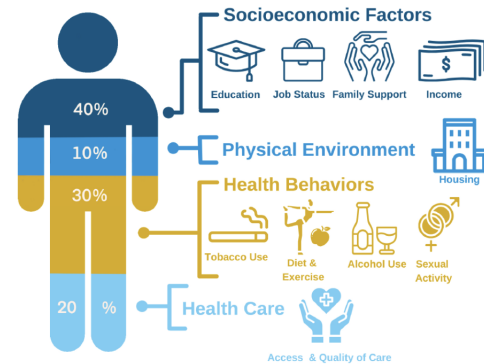 Socioeconomic Factors
$
Education Job Status Family Support Income
40%
10%
Physical Environment
Housing
30%
Health Behaviors
Tobacco Use
Diet &
Exercise
Alcohol Use
Sexual
Activity
20 %
Health Care
Access & Quality of Care